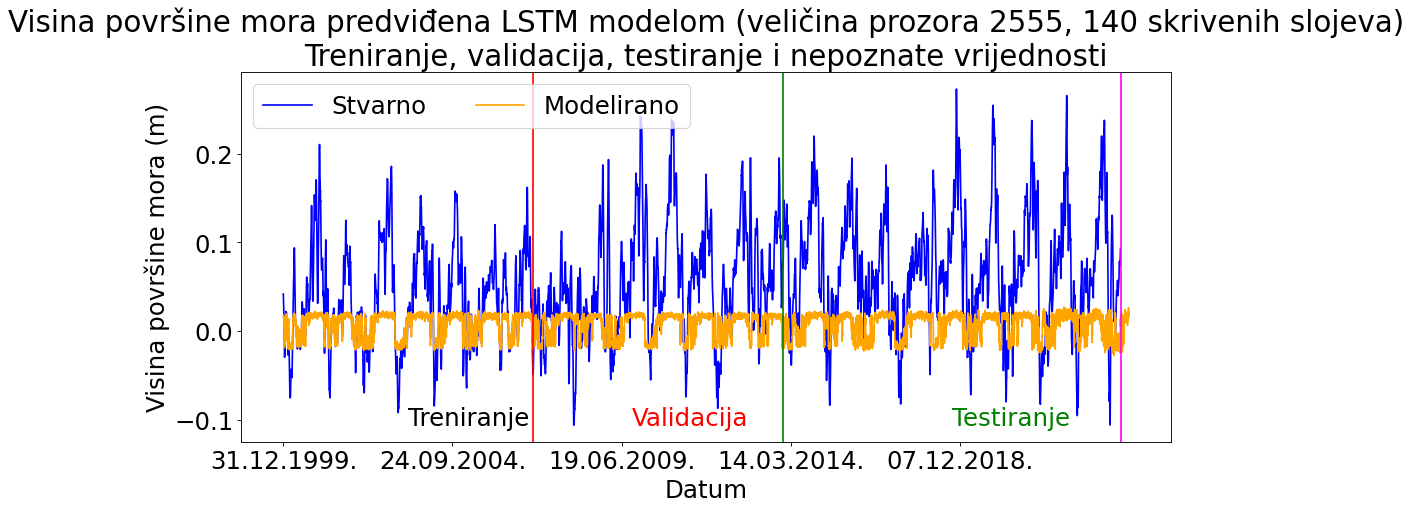 Visina površine mora predviđena LSTM modelom (veličina prozora 2555, 140 skrivenih slojeva)
Treniranje, validacija, testiranje i nepoznate vrijednosti
Stvarno Modelirano
Visina površine mora (m)
0.2
0.1
0.0
−0.1
Treniranje Validacija Testiranje
31.12.1999. 24.09.2004. 19.06.2009. 14.03.2014. 07.12.2018.
Datum